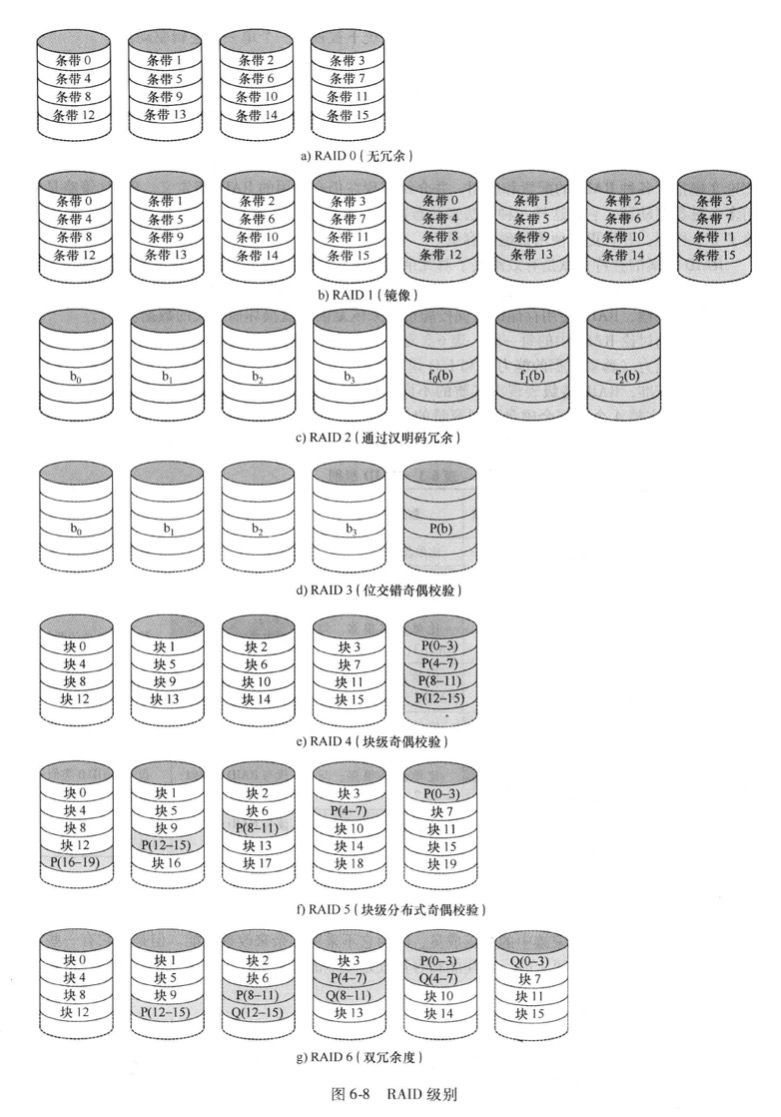 条带 0 条带 1 条带 2 条带 3
条带 4 条带 5 条带 6 条带 7
条带 8 条带 9 条带 10 条带 11
条带 12 条带 13 条带 14 条带 15
a) RAID 0 ( 无冗余 )
条带 0 条带 1 条带 2 条带 3 条带 0 条带 1 条带 2 条带 3
条带 4 条带 5 条带 6 条带 7 条带 4 条带 5 条带 6 条带 7
条带 8 条带 9 条带 10 条带 11 条带 8 条带 9 条带 10 条带 11
条带 12 条带 13 条带 14 条带 15 条带 12 条带 13 条带 14 条带 15
b) RAID 1 ( 镜像 )
b₀ b₁ b₂ b₃ f₀(b) f₁(b) f₂(b)
c) RAID 2 ( 通过汉明码冗余 )
b₀ b₁ b₂ b₃ P(b)
d) RAID 3 ( 位交错奇偶校验 )
块 0 块 1 块 2 块 3 P(0–3)
块 4 块 5 块 6 块 7 P(4–7)
块 8 块 9 块 10 块 11 P(8–11)
块 12 块 13 块 14 块 15 P(12–15)
e) RAID 4 ( 块级奇偶校验 )
块 0 块 1 块 2 块 3 P(0–3)
块 4 块 5 块 6 P(4–7) 块 7
块 8 块 9 P(8–11) 块 10 块 11
块 12 P(12–15) 块 13 块 14 块 15
P(16–19) 块 16 块 17 块 18 块 19
f) RAID 5 ( 块级分布式奇偶校验 )
块 0 块 1 块 2 块 3 P(0–3) Q(0–3)
块 4 块 5 块 6 P(4–7) Q(4–7) 块 7
块 8 块 9 P(8–11) Q(8–11) 块 10 块 11
块 12 P(12–15) Q(12–15) 块 13 块 14 块 15
g) RAID 6 ( 双冗余度 )
图 6-8 RAID 级别